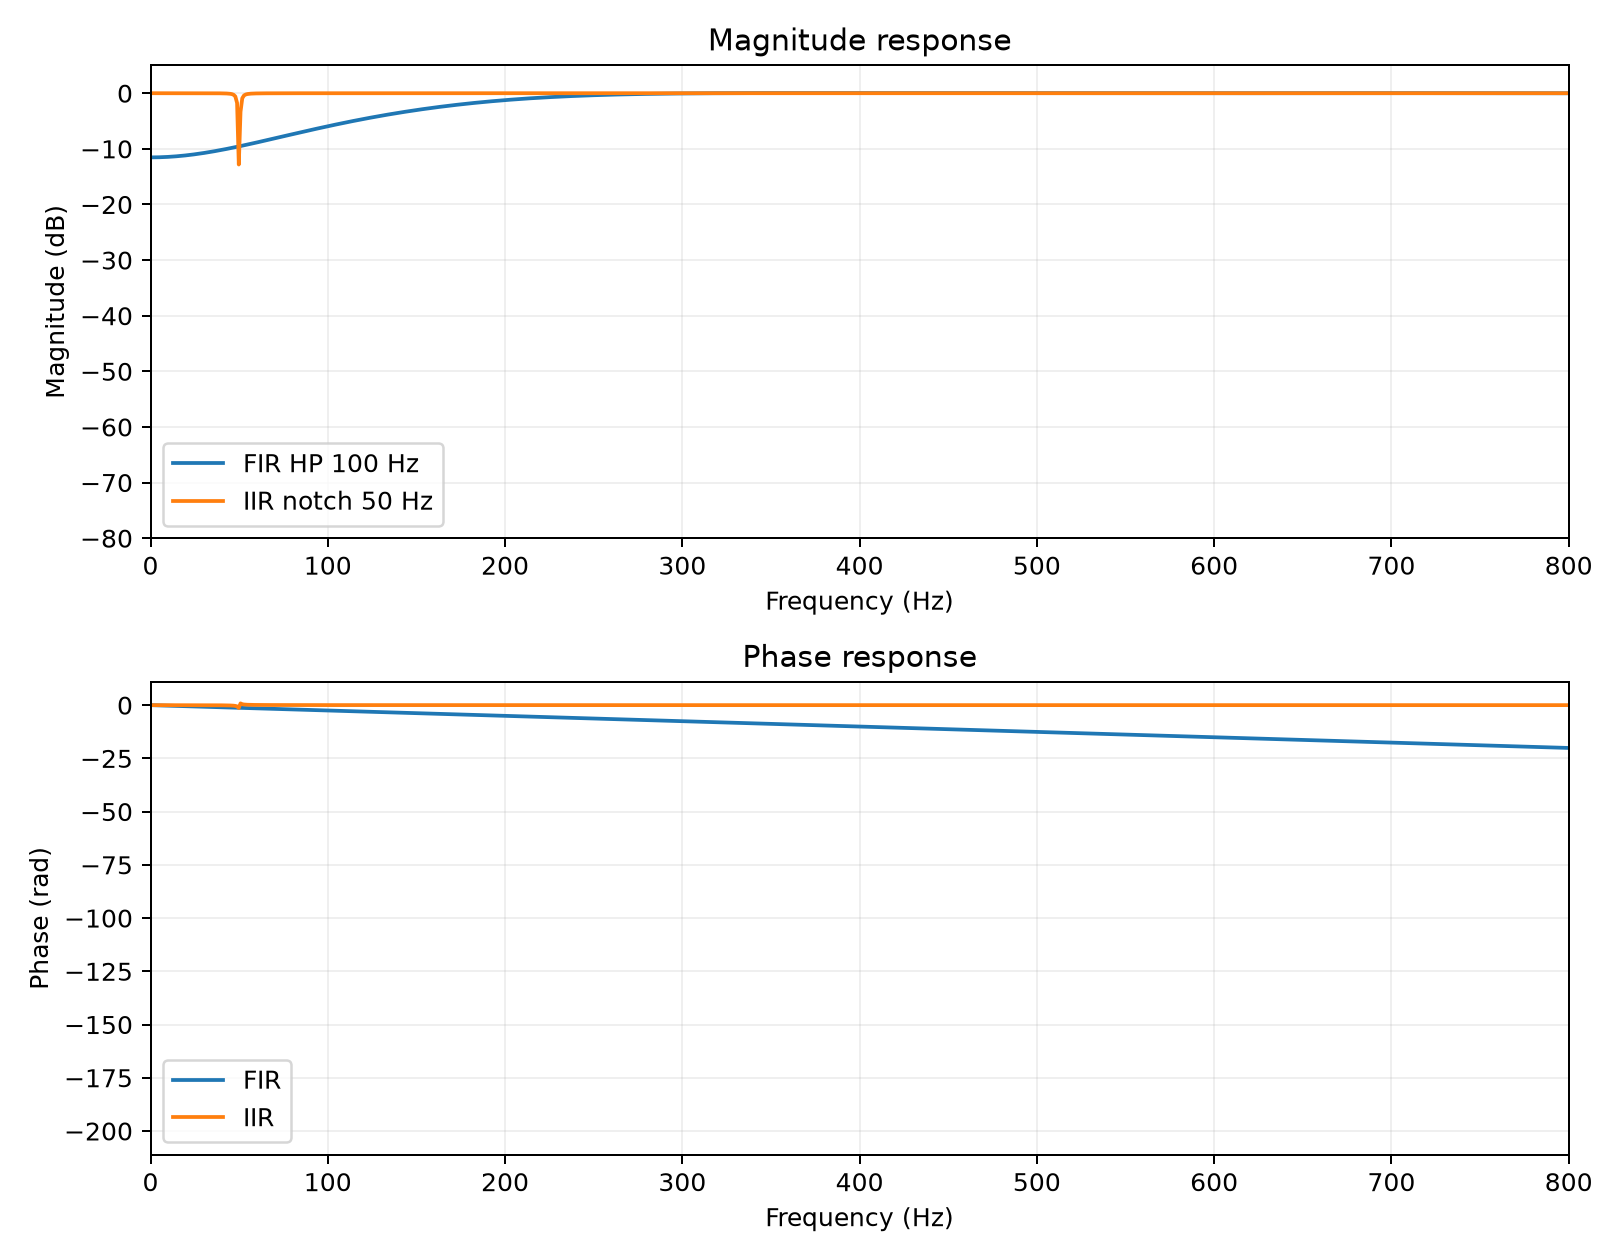 Magnitude response
0
−10
−20
−30
−40
−50
−60
−70
−80
Magnitude (dB)
FIR HP 100 Hz
IIR notch 50 Hz
0 100 200 300 400 500 600 700 800
Frequency (Hz)
Phase response
0
−25
−50
−75
−100
−125
−150
−175
−200
Phase (rad)
FIR
IIR
0 100 200 300 400 500 600 700 800
Frequency (Hz)